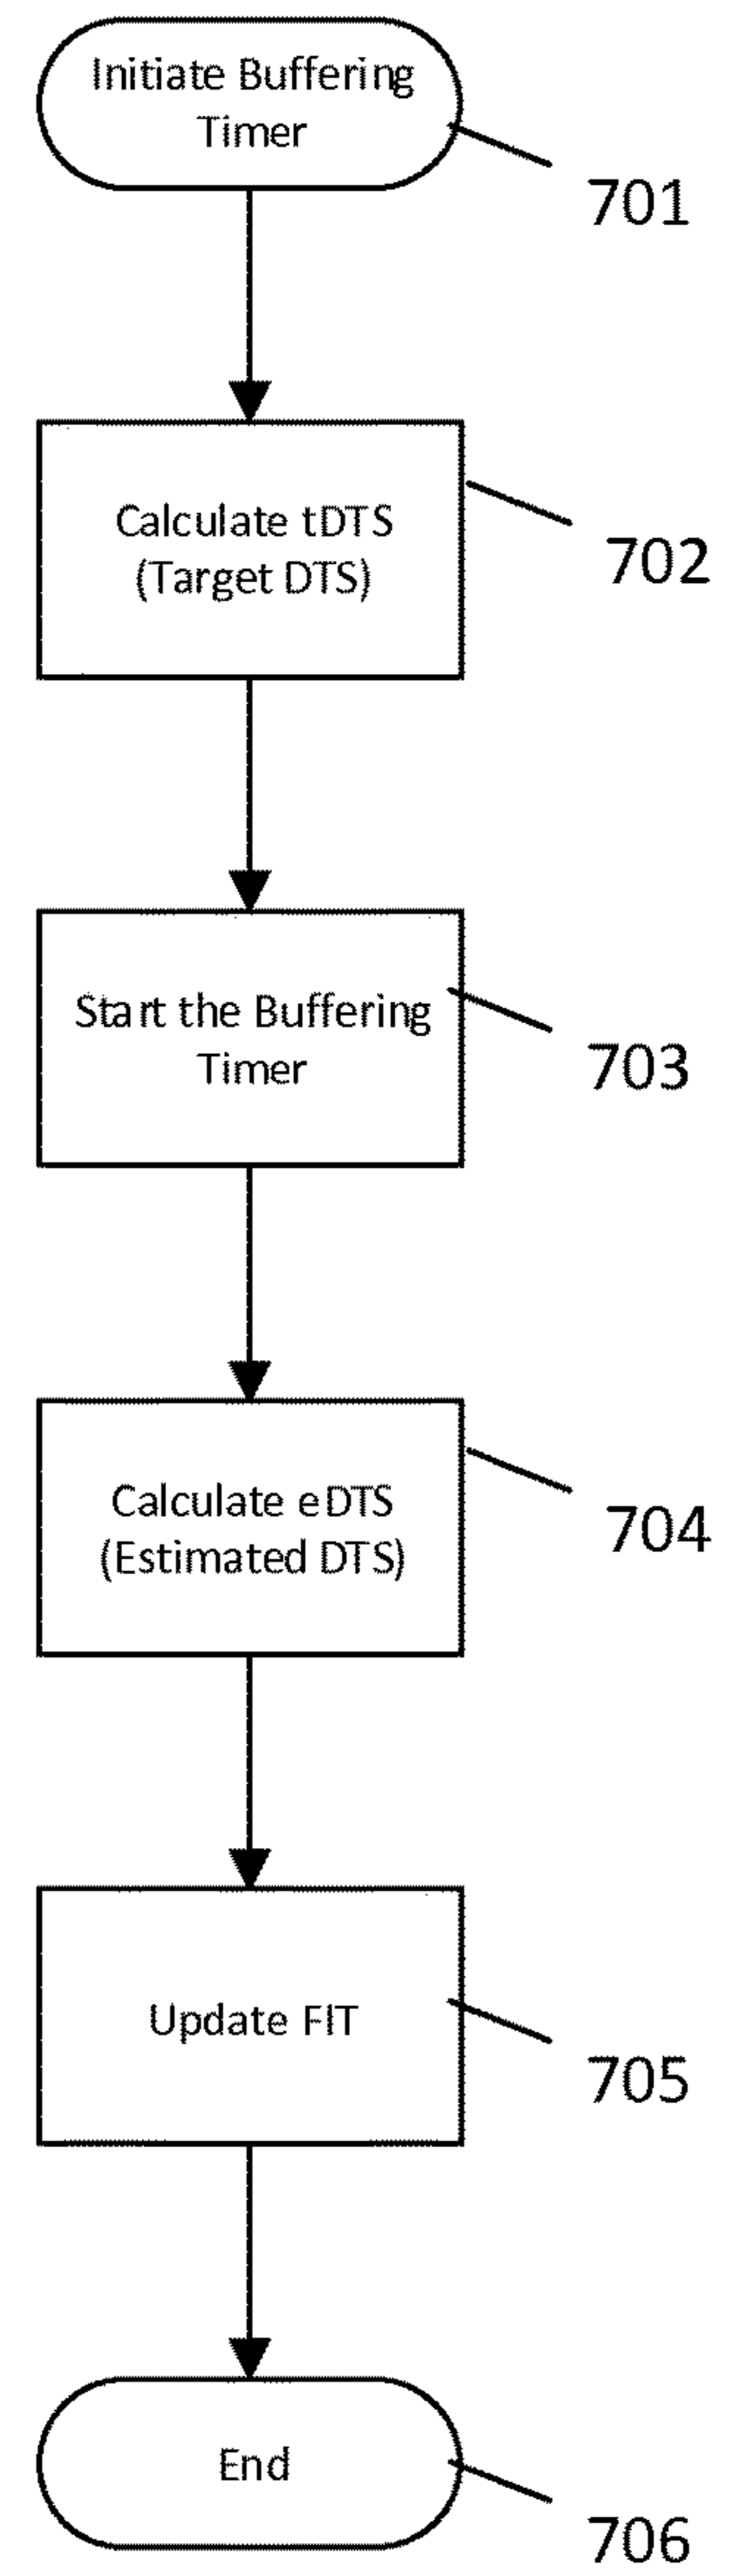 Initiate Buffering
Timer
701
Calculate tDTS
(Target DTS)
702
Start the Buffering
Timer
703
Calculate eDTS
(Estimated DTS)
704
Update FIT
705
End
706